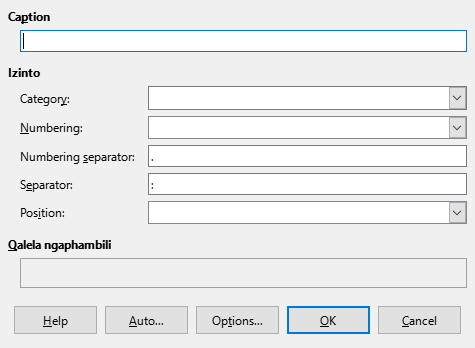 Caption
Izinto
Category:
Numbering:
Numbering separator: .
Separator: :
Position:
Qalela ngaphambili
Help Auto... Options... OK Cancel